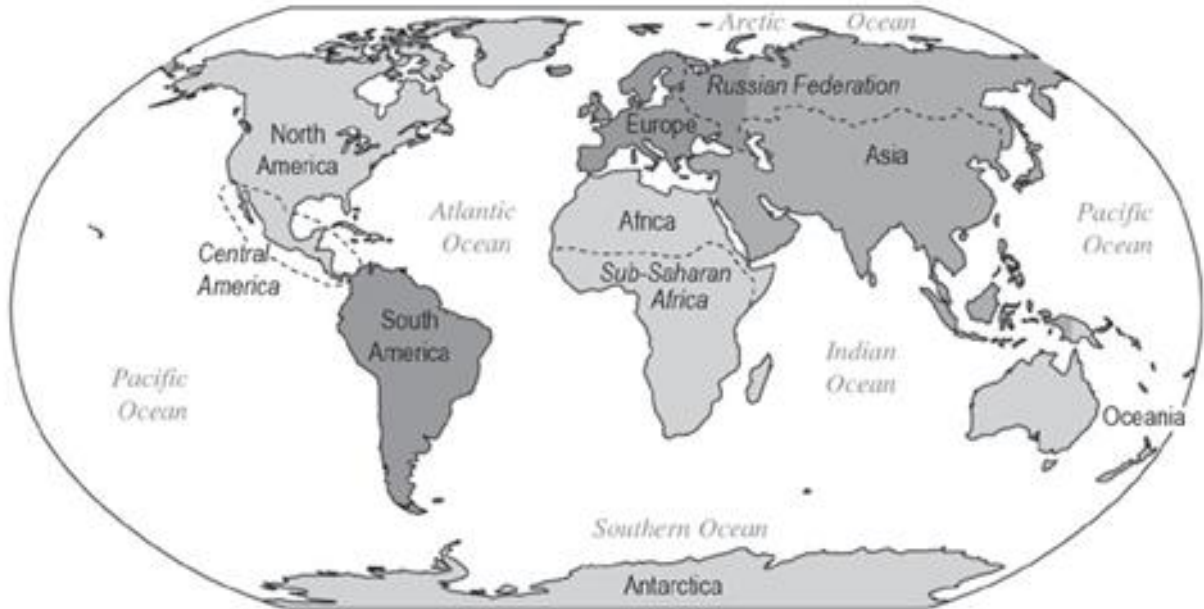 Arctic Ocean
Russian Federation
North
America
Europe
Asia
Atlantic
Ocean
Africa
Pacific
Ocean
Central
America
Sub-Saharan
Africa
South
America
Indian
Ocean
Pacific
Ocean
Oceania
Southern Ocean
Antarctica